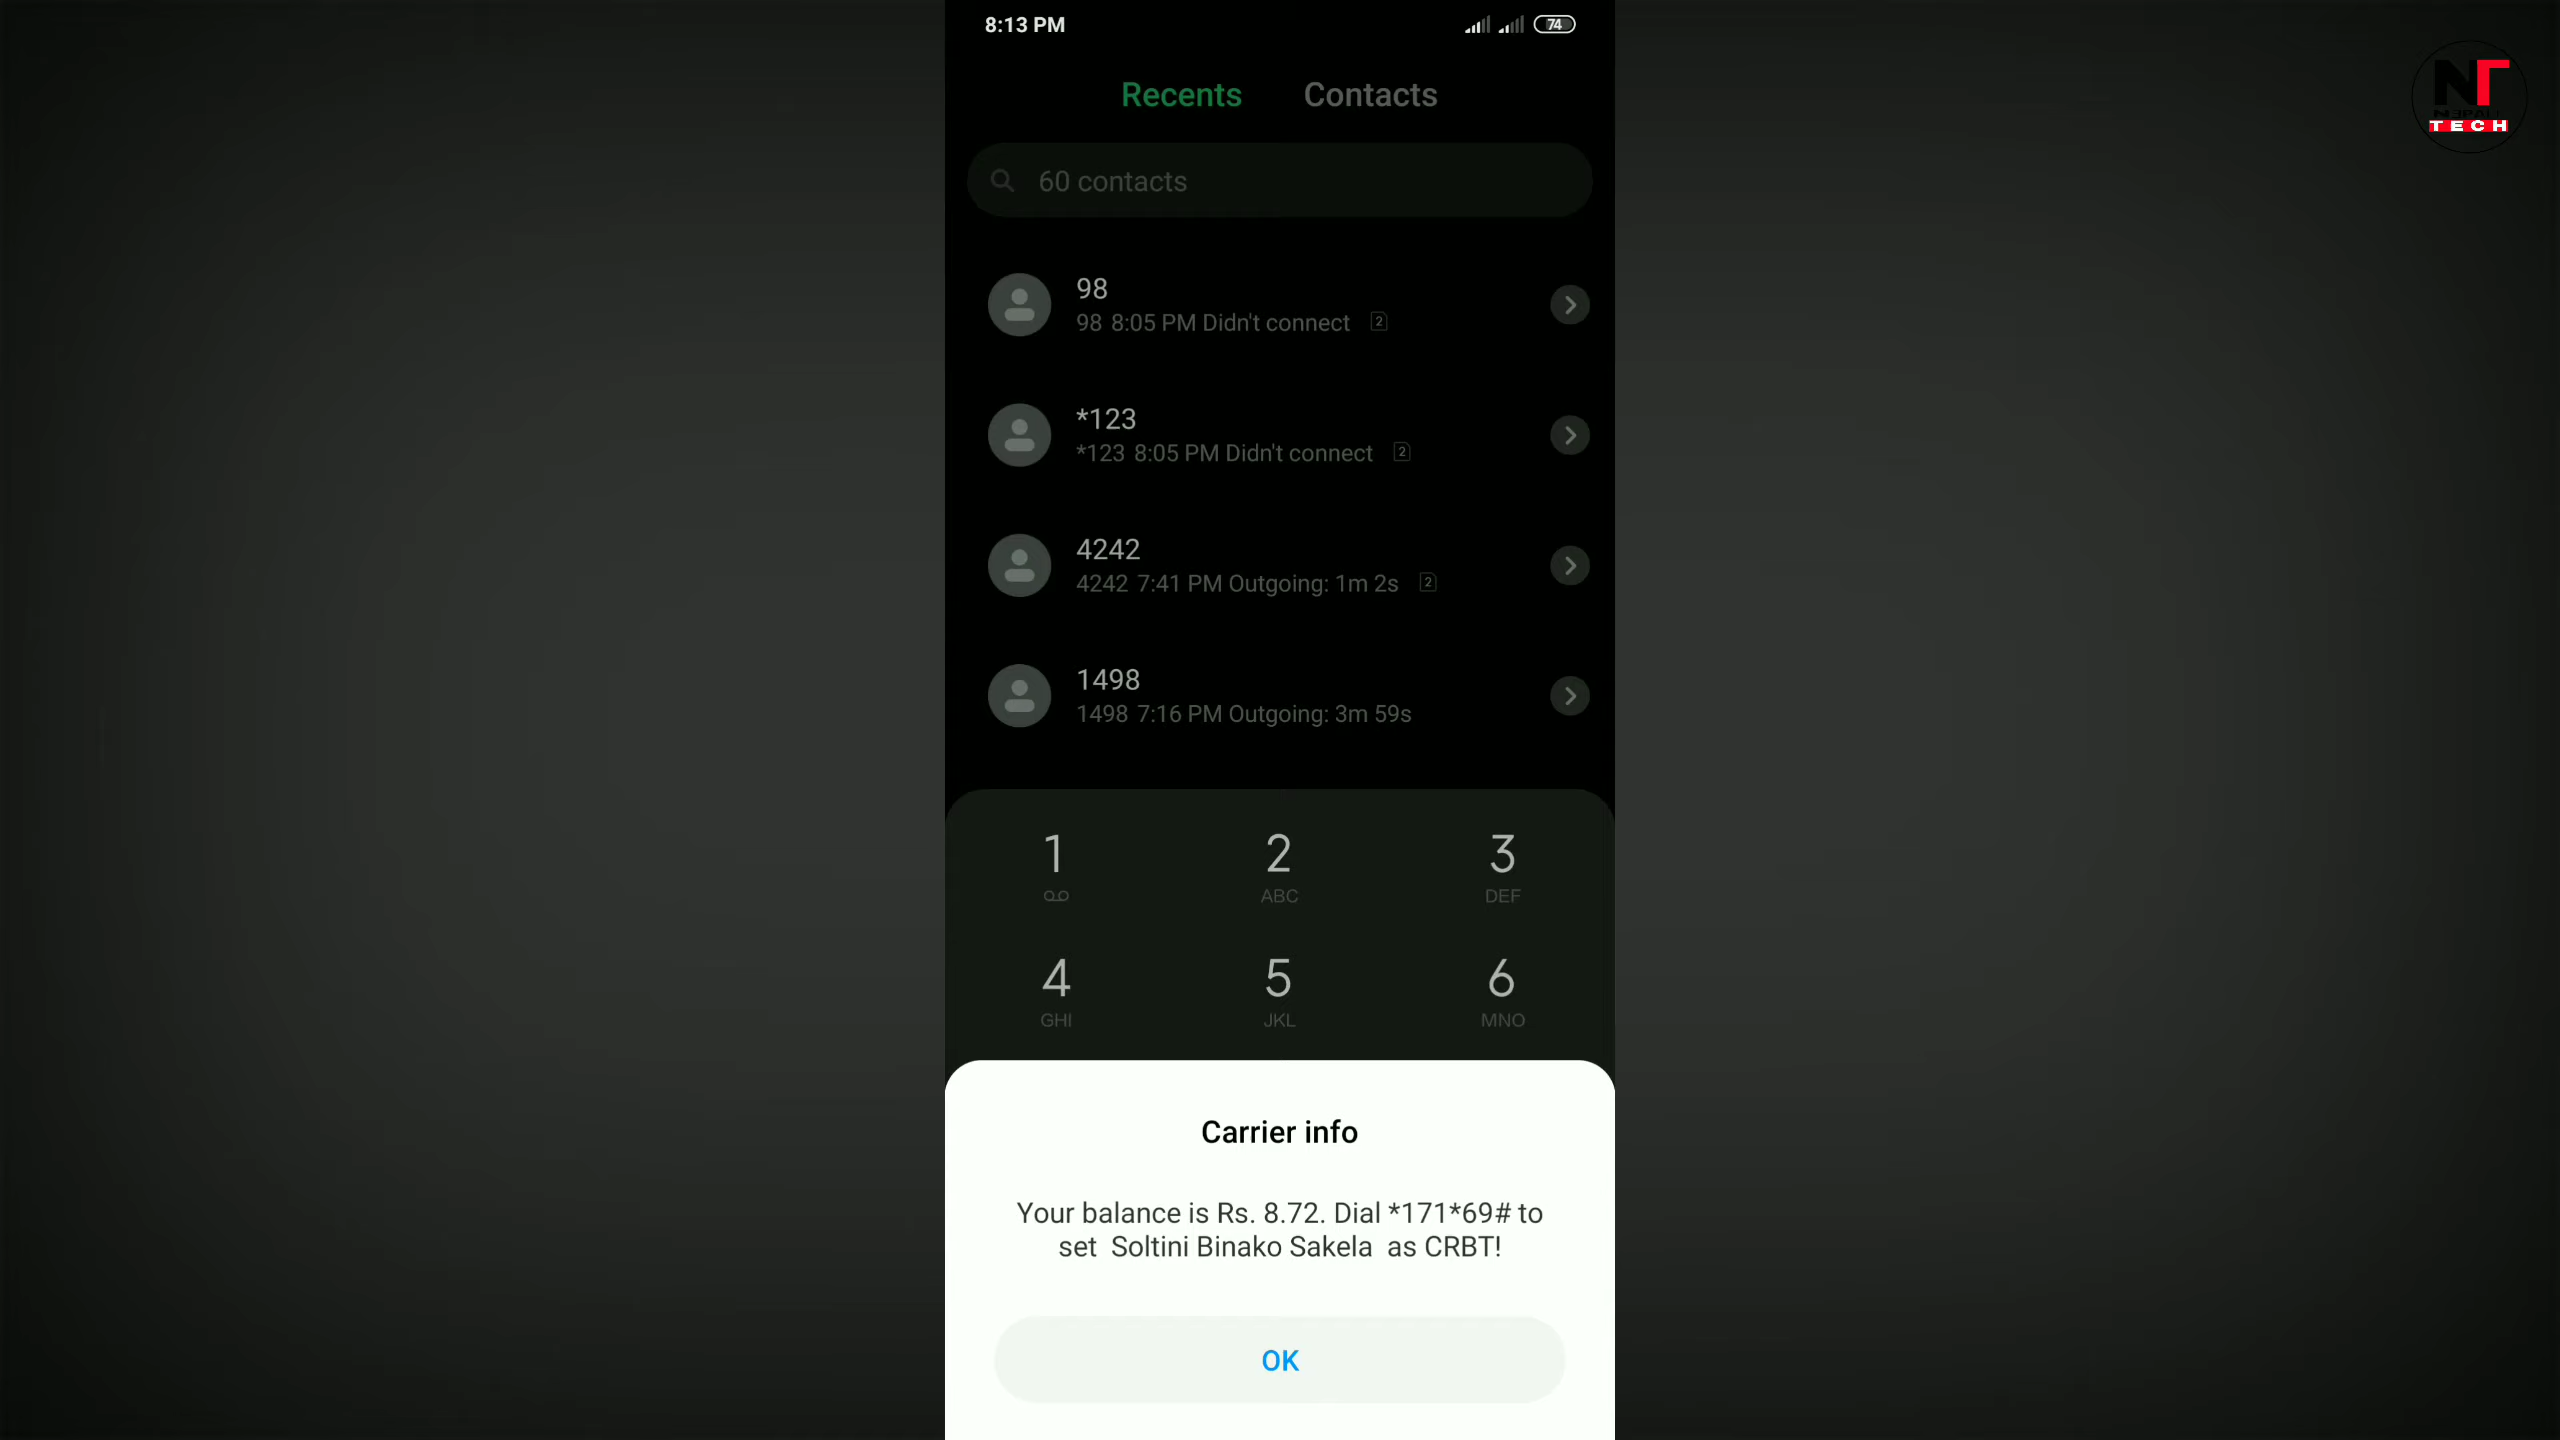 8:13 PM
74
Recents Contacts
60 contacts
98
98 8:05 PM Didn't connect 2
*123
*123 8:05 PM Didn't connect 2
4242
4242 7:41 PM Outgoing: 1m 2s 2
1498
1498 7:16 PM Outgoing: 3m 59s
1 2 3
ABC DEF
4 5 6
GHI JKL MNO
Carrier info
Your balance is Rs. 8.72. Dial *171*69# to
set Soltini Binako Sakela as CRBT!
OK
NT
TECH